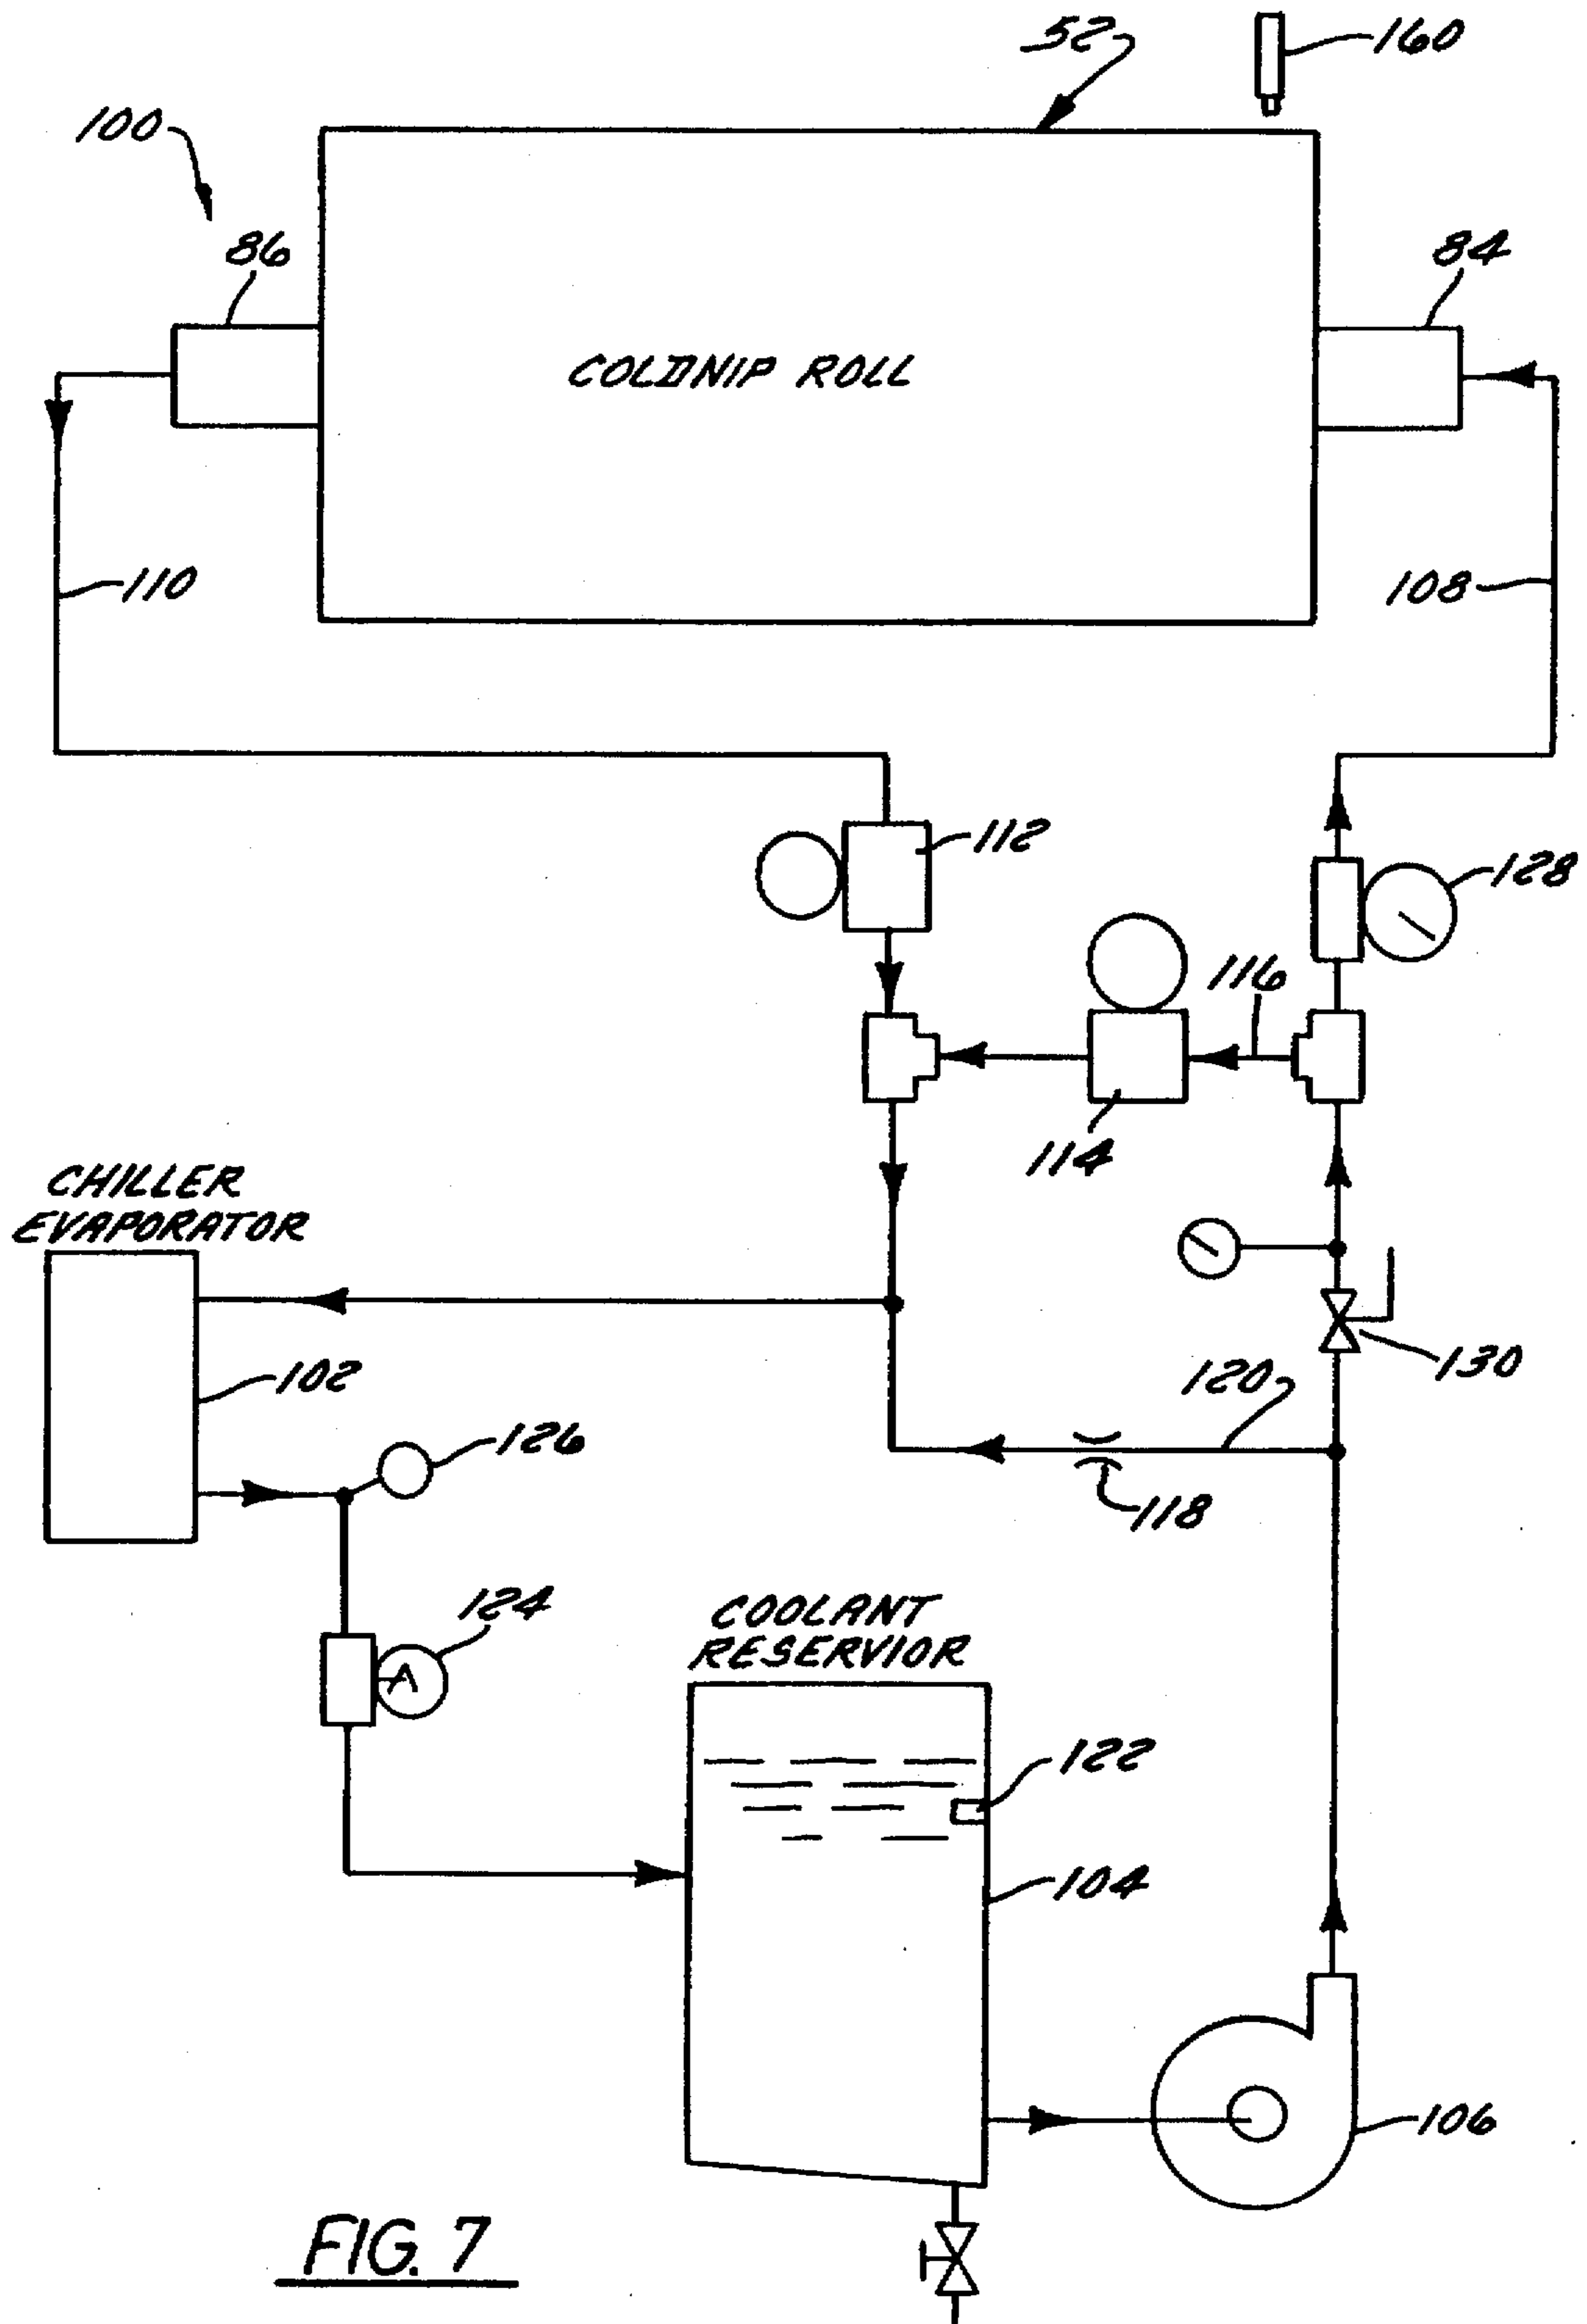 52
160
100
86
84
COLDNIP ROLL
110
108
112
128
116
114
CHILLER
EVAPORATOR
130
102
120
126
118
124
COOLANT
RESERVIOR
A
122
104
106
FIG. 7